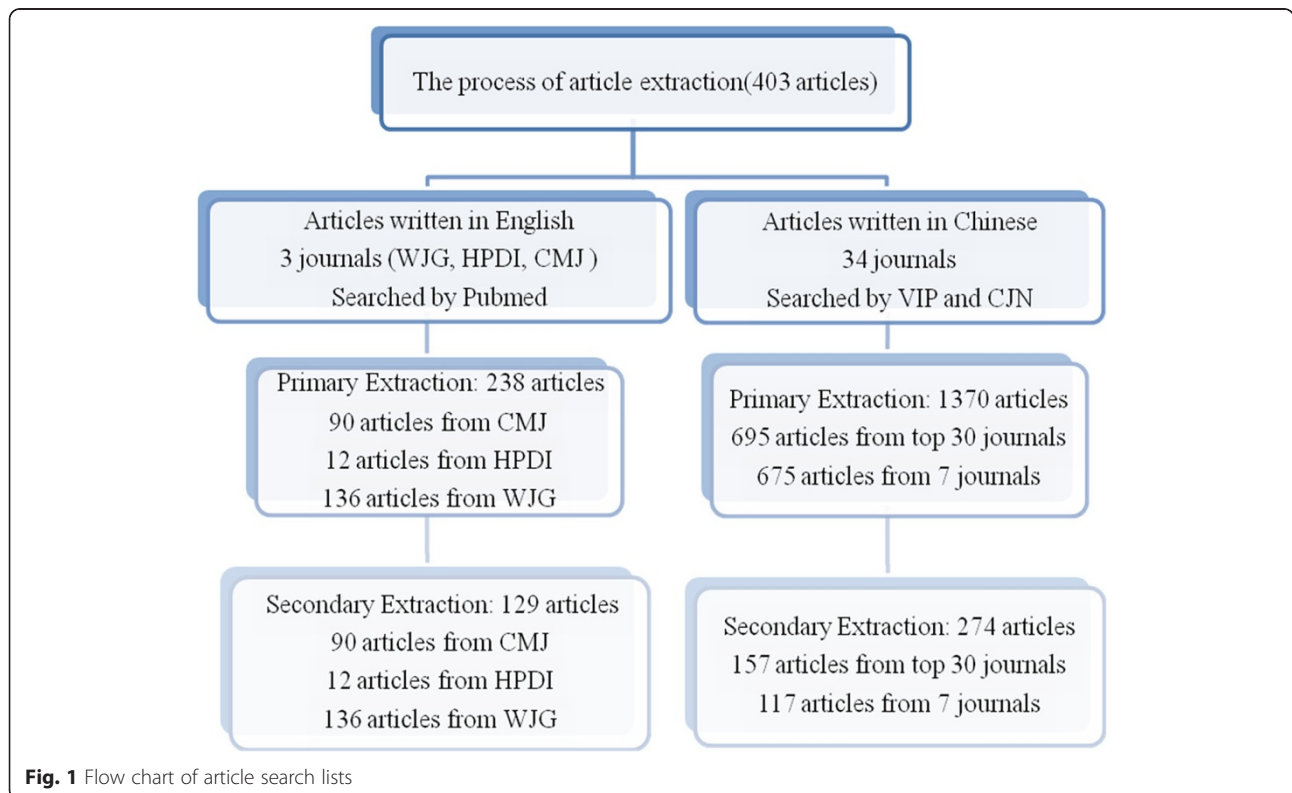 The process of article extraction(403 articles)
Articles written in English
3 journals (WJG, HPDI, CMJ )
Searched by Pubmed
Articles written in Chinese
34 journals
Searched by VIP and CJN
Primary Extraction: 238 articles
90 articles from CMJ
12 articles from HPDI
136 articles from WJG
Primary Extraction: 1370 articles
695 articles from top 30 journals
675 articles from 7 journals
Secondary Extraction: 129 articles
90 articles from CMJ
12 articles from HPDI
136 articles from WJG
Secondary Extraction: 274 articles
157 articles from top 30 journals
117 articles from 7 journals
Fig. 1 Flow chart of article search lists